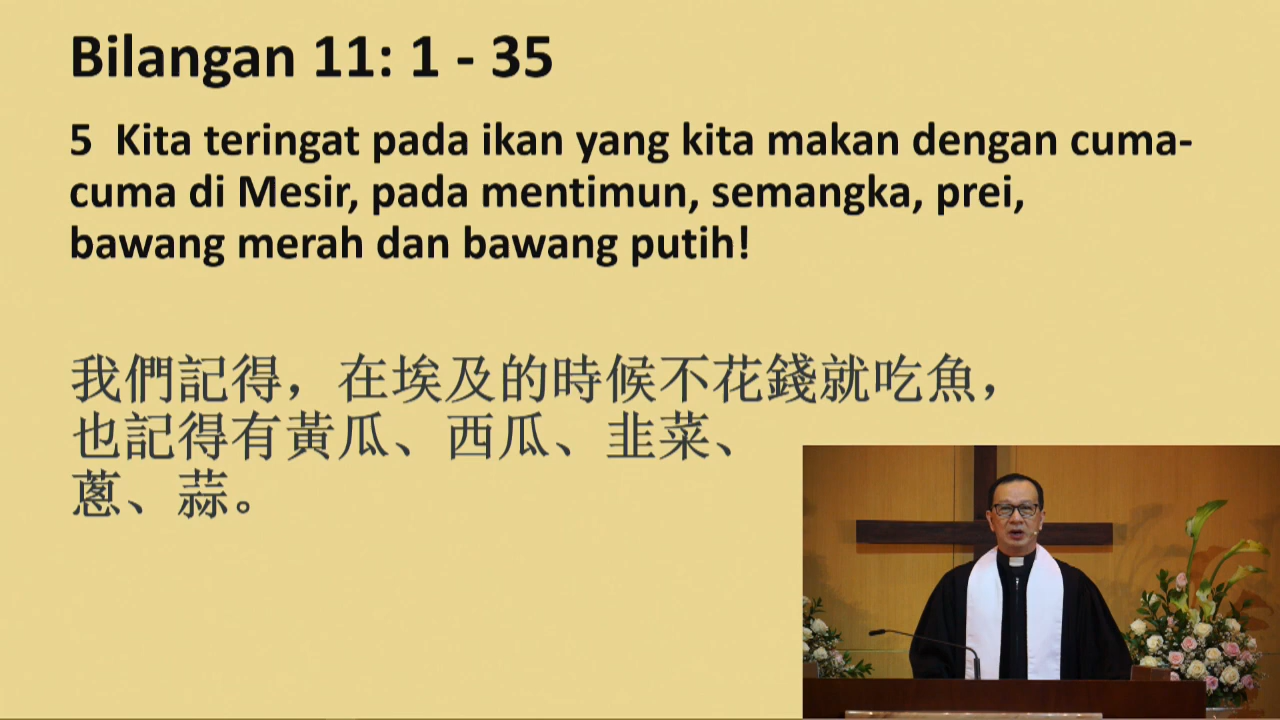 Bilangan 11: 1 - 35
5  Kita teringat pada ikan yang kita makan dengan cuma-
cuma di Mesir, pada mentimun, semangka, prei,
bawang merah dan bawang putih!
我們記得，在埃及的時候不花錢就吃魚，
也記得有黃瓜、西瓜、韭菜、
蔥、蒜。